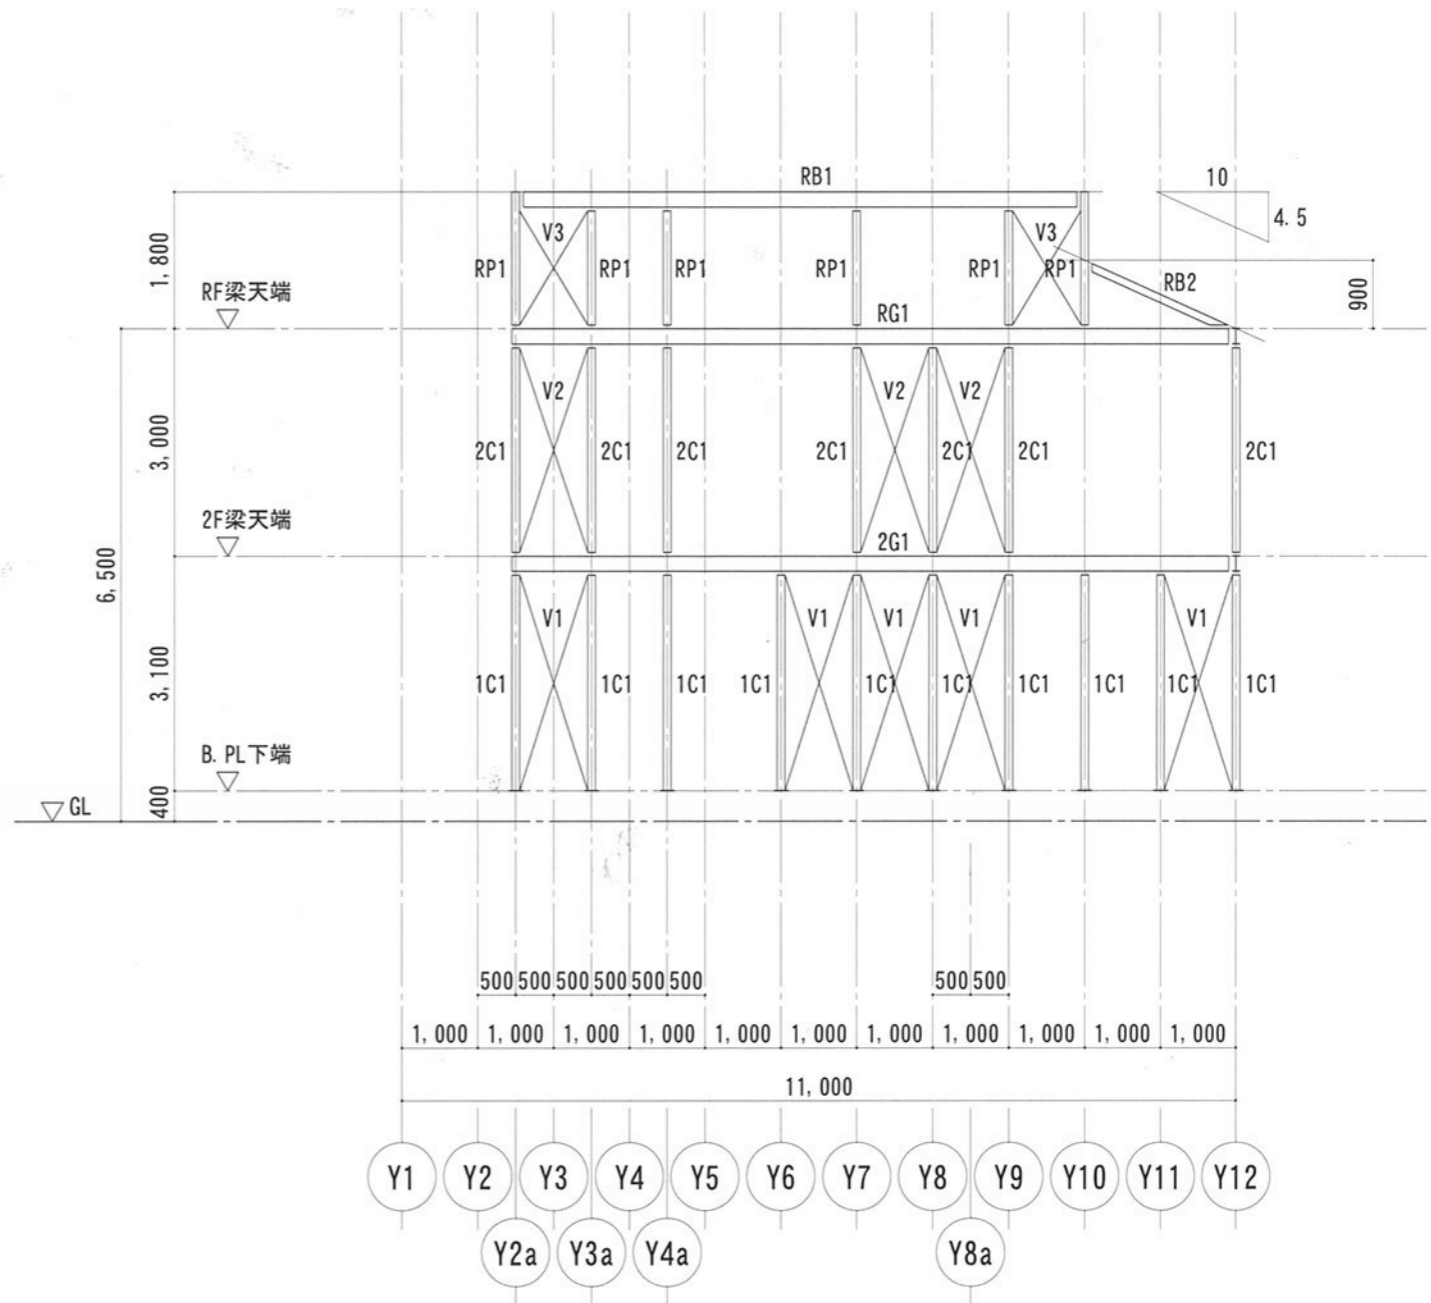 RB1
10
4.5
V3
V3
1,800
RP1
RP1
RP1
RP1
RP1
RP1
RB2
900
RF梁天端
RG1
V2
V2
V2
3,000
2C1
2C1
2C1
2C1
2C1
2C1
2C1
2F梁天端
2G1
6,500
V1
V1
V1
V1
V1
3,100
1C1
1C1
1C1
1C1
1C1
1C1
1C1
1C1
1C1
1C1
B.PL下端
400
GL
500 500 500 500 500 500
500 500
1,000 1,000 1,000 1,000 1,000 1,000 1,000 1,000 1,000 1,000 1,000
11,000
Y1 Y2 Y3 Y4 Y5 Y6 Y7 Y8 Y9 Y10 Y11 Y12
Y2a Y3a Y4a Y8a